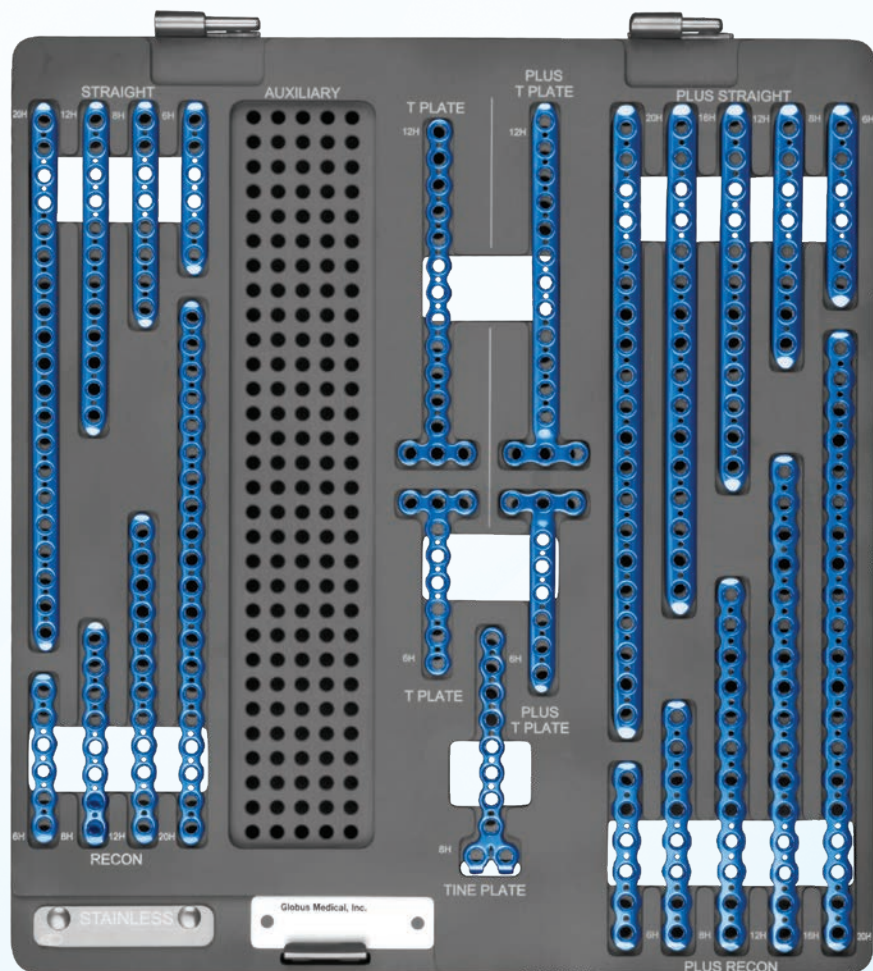 STRAIGHT
20H 12H 8H 6H
AUXILIARY
T PLATE
12H
PLUS
T PLATE
12H
PLUS STRAIGHT
20H 16H 12H 8H 6H
6H
T PLATE
6H
PLUS
T PLATE
6H 8H 12H 20H
RECON
8H
TINE PLATE
6H 8H 12H 16H 20H
PLUS RECON
STAINLESS
Globus Medical, Inc.